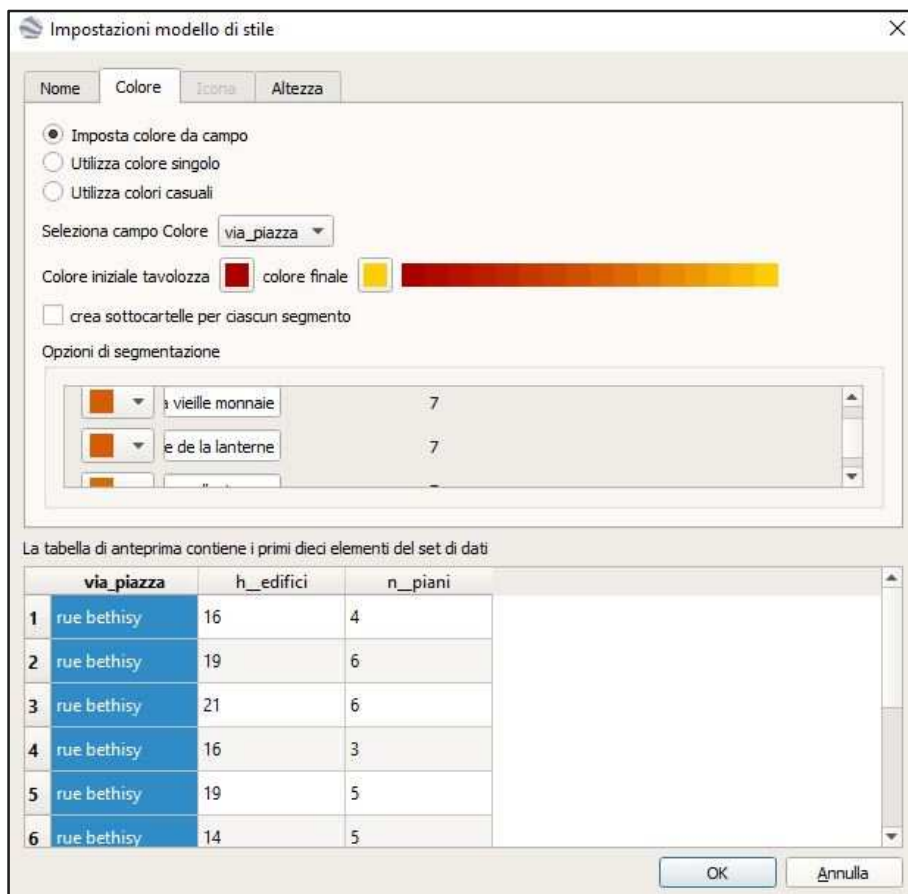 Impostazioni modello di stile
Nome Colore Icona Altezza
Imposta colore da campo
Utilizza colore singolo
Utilizza colori casuali
Seleziona campo Colore via_piazza
Colore iniziale tavolozza colore finale
crea sottocartelle per ciascun segmento
Opzioni di segmentazione
vieille monnaie 7
de la lanterne 7
La tabella di anteprima contiene i primi dieci elementi del set di dati
via_piazza h__edifici n__piani
1 rue bethisy 16 4
2 rue bethisy 19 6
3 rue bethisy 21 6
4 rue bethisy 16 3
5 rue bethisy 19 5
6 rue bethisy 14 5
OK Annulla